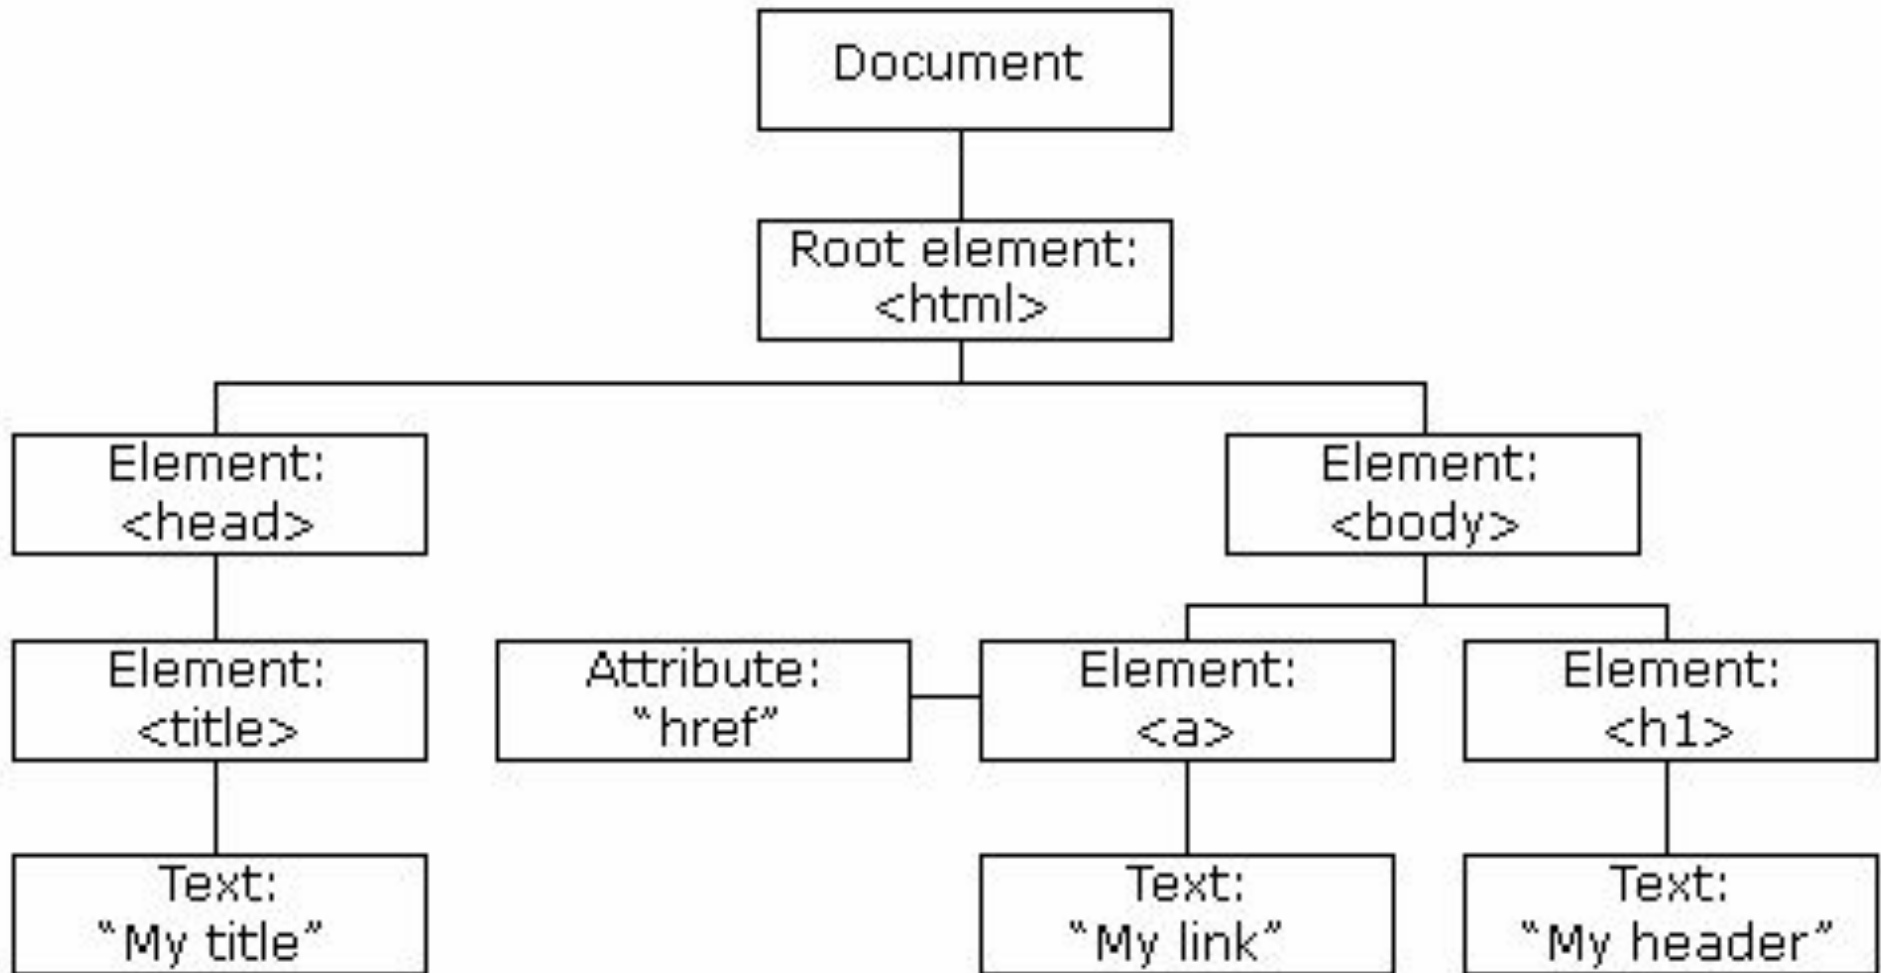 Document
Root element:
<html>
Element:
<head>
Element:
<body>
Element:
<title>
Attribute:
“href”
Element:
<a>
Element:
<h1>
Text:
“My title”
Text:
“My link”
Text:
“My header”